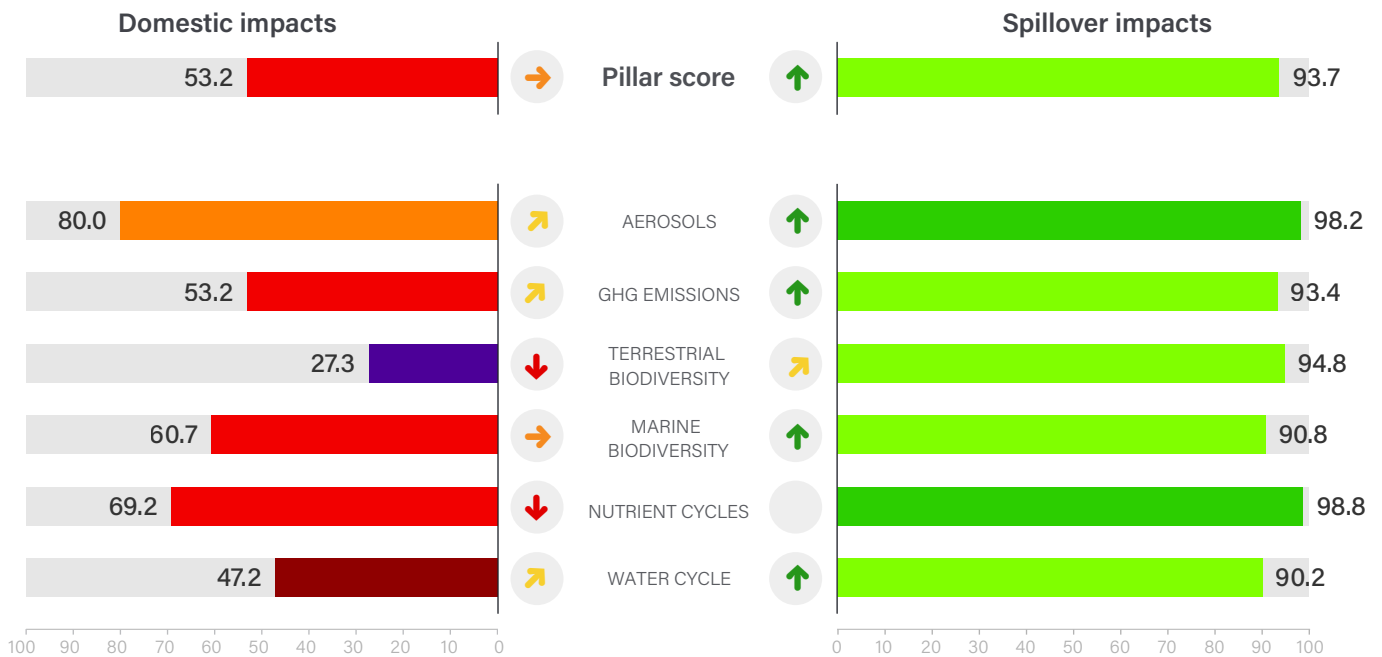 Domestic impacts
Spillover impacts
53.2 Pillar score 93.7
80.0 AEROSOLS 98.2
53.2 GHG EMISSIONS 93.4
27.3 TERRESTRIAL 94.8
BIODIVERSITY
60.7 MARINE 90.8
BIODIVERSITY
69.2 NUTRIENT CYCLES 98.8
47.2 WATER CYCLE 90.2
100 90 80 70 60 50 40 30 20 10 0
0 10 20 30 40 50 60 70 80 90 100